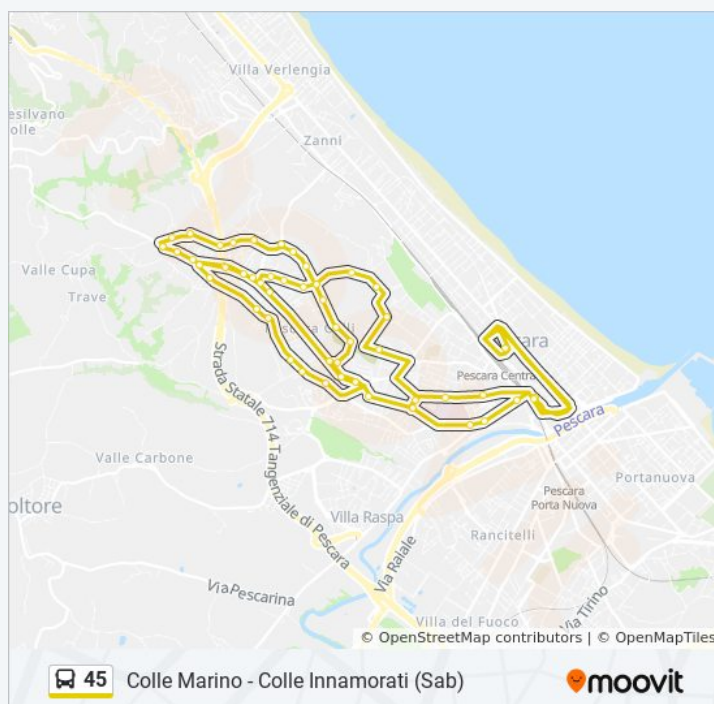 Villa Verlengia
Zanni
esilvano
olle
Valle Cupa
Trave
cara
Pescara Centra
Pescara
Strada Statale 714 Tangenziale di Pescara
Valle Carbone
Portanuova
Pescara
Porta Nuova
oltore
Villa Raspa
Rancitelli
Via Raiale
Via Pescarina
Via Tirino
Villa del Fuoco
© OpenStreetMap contributors | © OpenMapTiles
45 Colle Marino - Colle Innamorati (Sab)
moovit